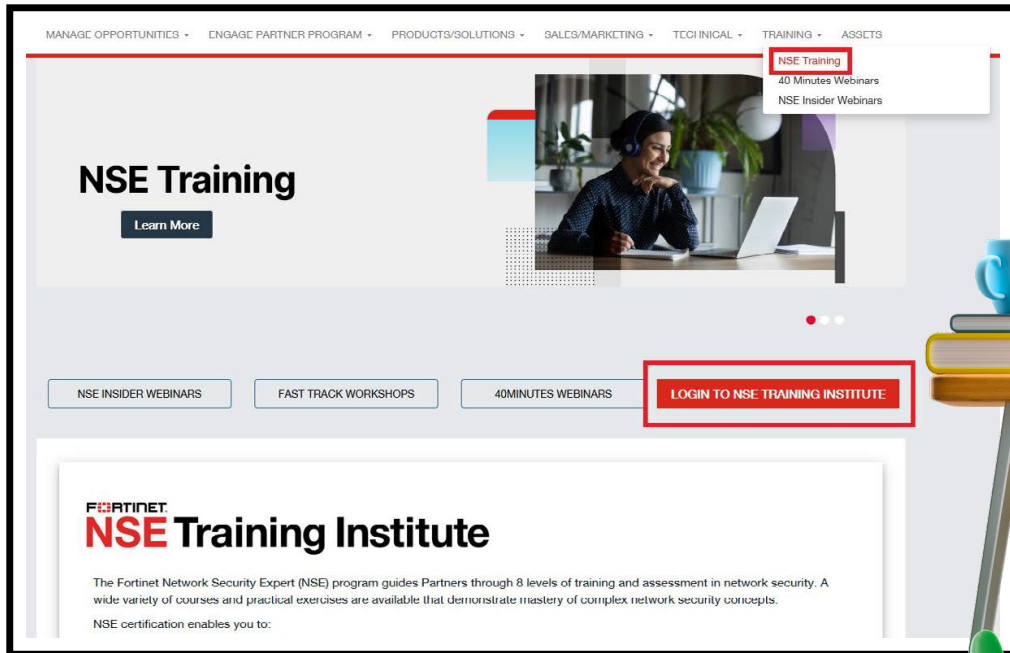 MANAGE OPPORTUNITIES ENGAGE PARTNER PROGRAM PRODUCTS/SOLUTIONS SALES/MARKETING TECHNICAL TRAINING ASSETS
NSE Training
40 Minutes Webinars
NSE Insider Webinars
NSE Training
Learn More
NSE INSIDER WEBINARS FAST TRACK WORKSHOPS 40MINUTES WEBINARS LOGIN TO NSE TRAINING INSTITUTE
FORTINET
NSE Training Institute
The Fortinet Network Security Expert (NSE) program guides Partners through 8 levels of training and assessment in network security. A
wide variety of courses and practical exercises are available that demonstrate mastery of complex network security concepts.
NSE certification enables you to: